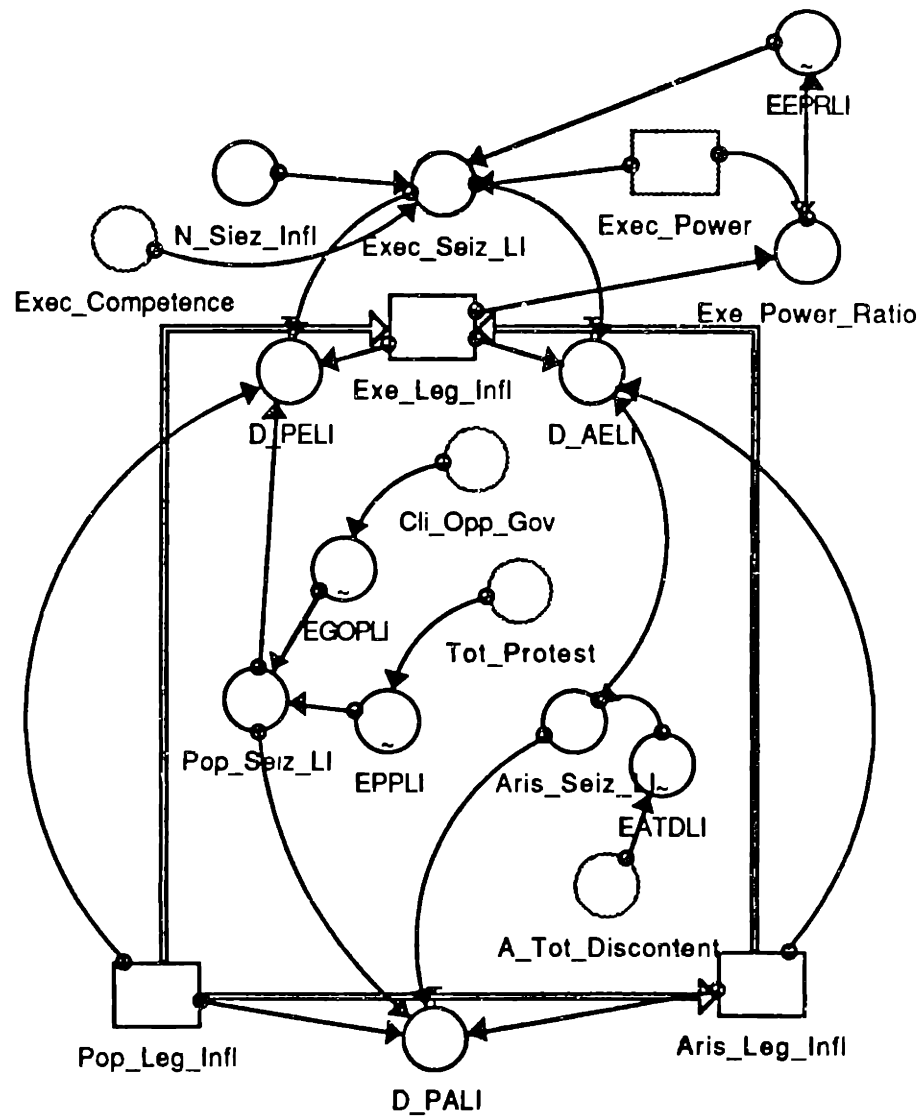 EEPRLI
N_Siez_Infl
Exec_Seiz_LI
Exec_Power
Exec_Competence
Exe_Power_Ratio
Exe_Leg_Infl
D_PELI
D_AELI
Cli_Opp_Gov
EGOPLI
Tot_Protest
Pop_Seiz_LI
EPPLI
Aris_Seiz_LI
EATDLI
A_Tot_Discontent
Pop_Leg_Infl
Aris_Leg_Infl
D_PALI